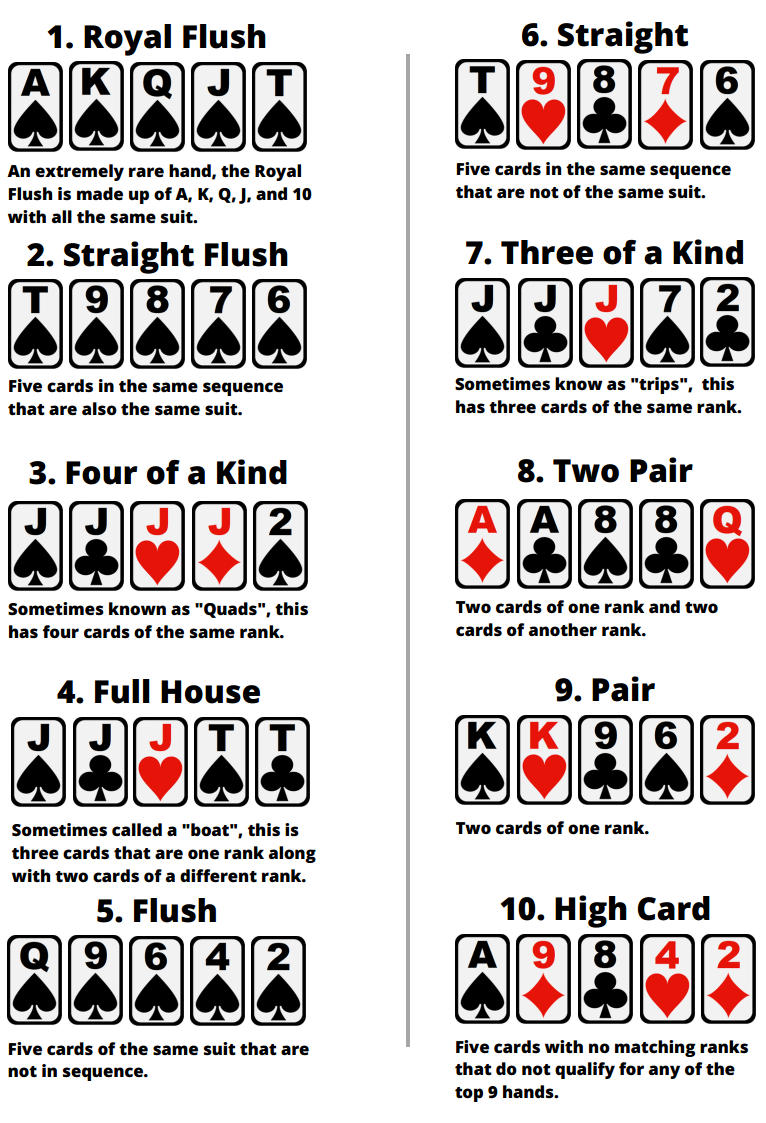 1. Royal Flush
A K Q J T
An extremely rare hand, the Royal
Flush is made up of A, K, Q, J, and 10
with all the same suit.
2. Straight Flush
T 9 8 7 6
Five cards in the same sequence
that are also the same suit.
3. Four of a Kind
J J J J 2
Sometimes known as "Quads", this
has four cards of the same rank.
4. Full House
J J J T T
Sometimes called a "boat", this is
three cards that are one rank along
with two cards of a different rank.
5. Flush
Q 9 6 4 2
Five cards of the same suit that are
not in sequence.
6. Straight
T 9 8 7 6
Five cards in the same sequence
that are not of the same suit.
7. Three of a Kind
J J J 7 2
Sometimes know as "trips",  this
has three cards of the same rank.
8. Two Pair
A A 8 8 Q
Two cards of one rank and two
cards of another rank.
9. Pair
K K 9 6 2
Two cards of one rank.
10. High Card
A 9 8 4 2
Five cards with no matching ranks
that do not qualify for any of the
top 9 hands.